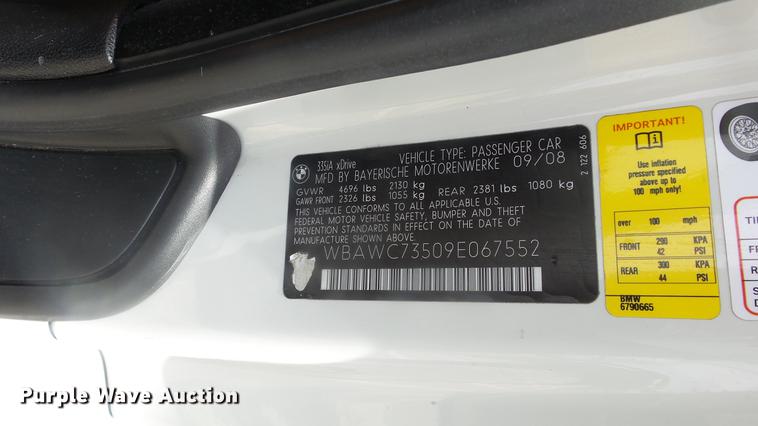 BMW
335iA xDrive
VEHICLE TYPE: PASSENGER CAR
MFD BY BAYERISCHE MOTORENWERKE 09/08
GVWR 4696 lbs 2130 kg
GAWR FRONT 2326 lbs 1055 kg REAR 2381 lbs 1080 kg
THIS VEHICLE CONFORMS TO ALL APPLICABLE U.S.
FEDERAL MOTOR VEHICLE SAFETY, BUMPER AND THEFT
PREVENTION STANDARDS IN EFFECT ON THE DATE OF
MANUFACTURE SHOWN ABOVE.
WBAWC73509E067552
2 122 606
IMPORTANT!
Use inflation
pressure specified
above up to
100 mph only!
over 100 mph
FRONT 290 KPA
42 PSI
REAR 300 KPA
44 PSI
BMW
6790665
Purple Wave Auction